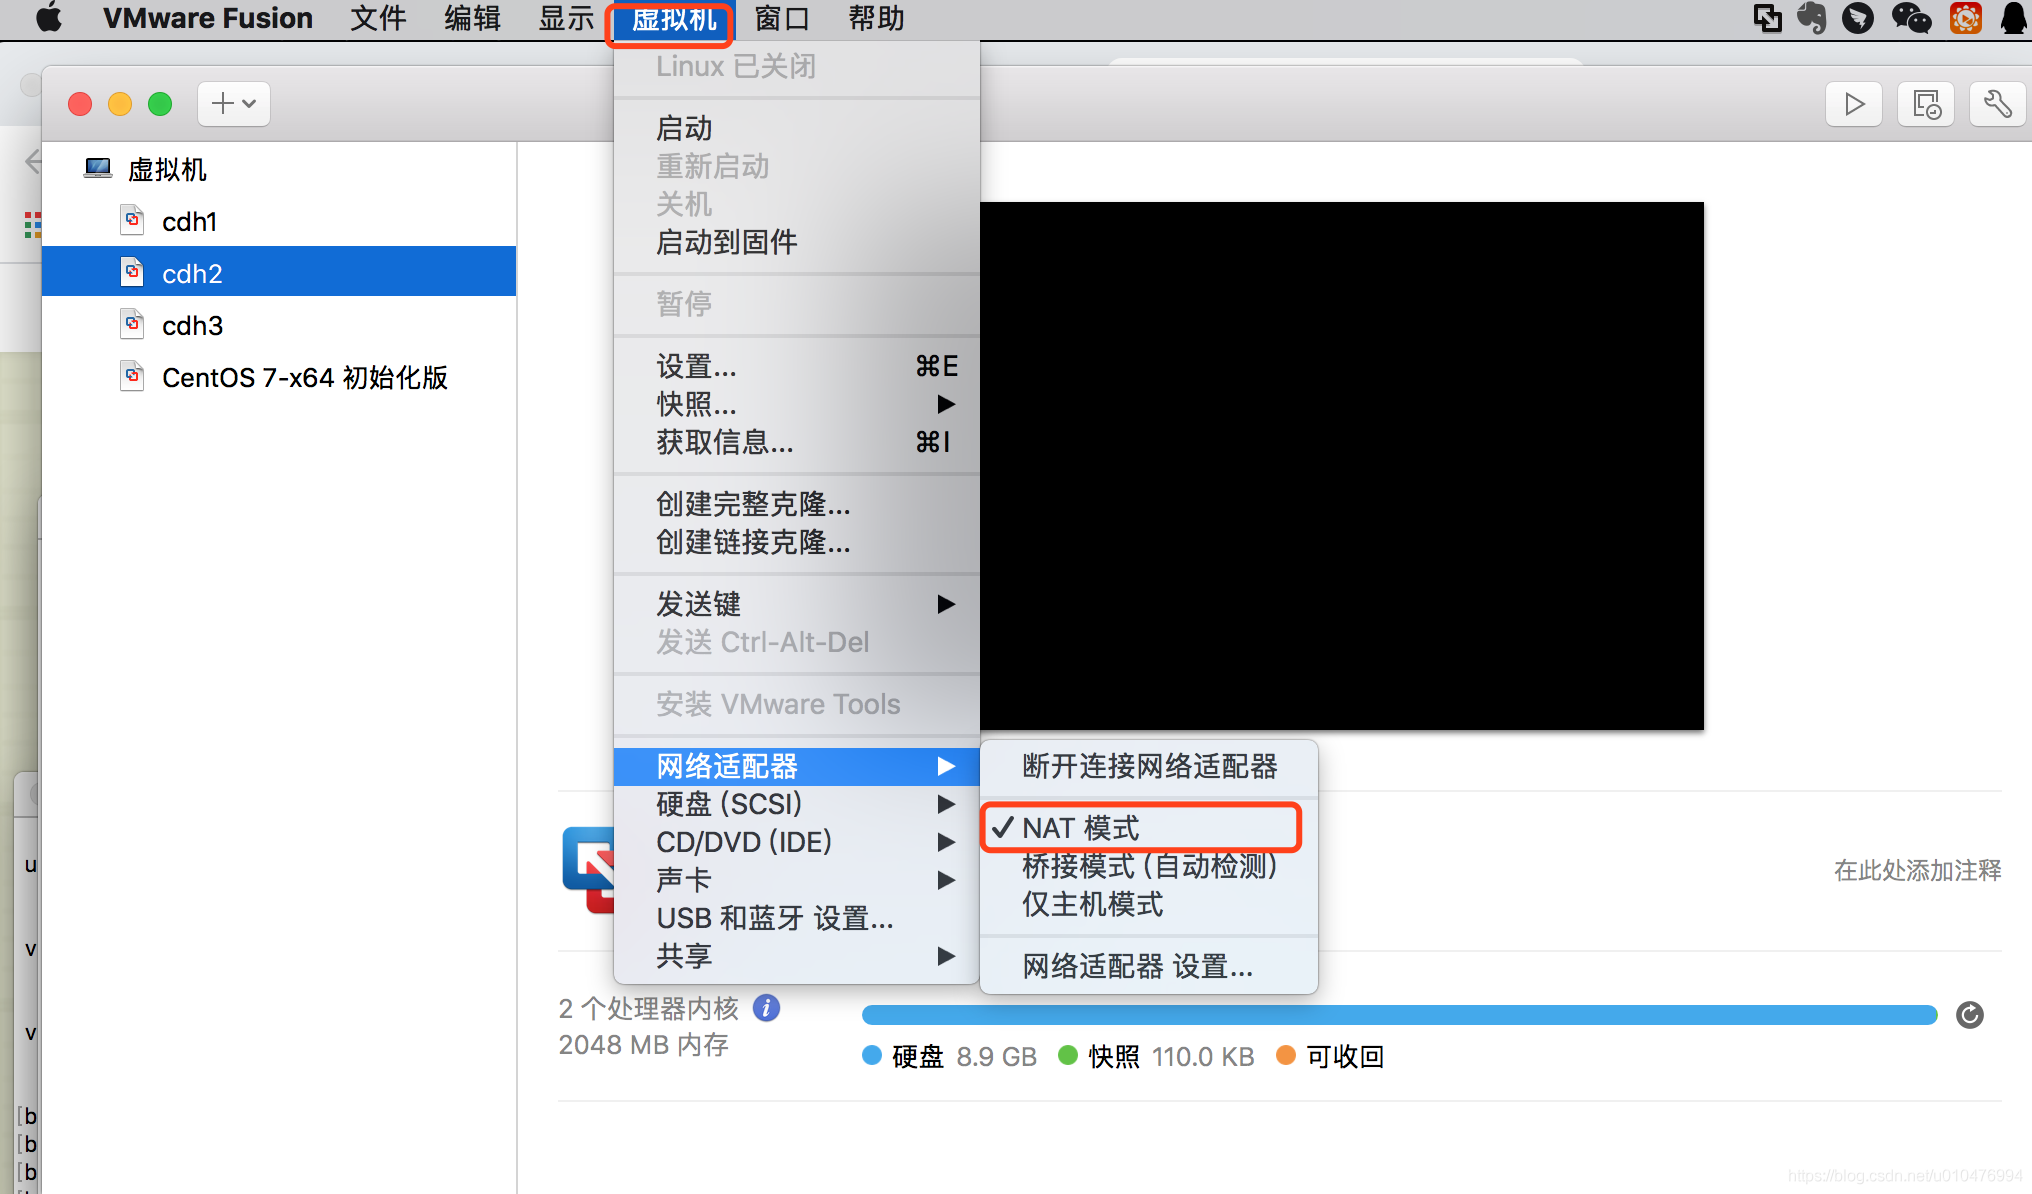 VMware Fusion 文件 编辑 显示 虚拟机 窗口 帮助
虚拟机
cdh1
cdh2
cdh3
CentOS 7-x64 初始化版
Linux 已关闭
启动
重新启动
关机
启动到固件
暂停
设置... ⌘E
快照...
获取信息... ⌘I
创建完整克隆...
创建链接克隆...
发送键
发送 Ctrl-Alt-Del
安装 VMware Tools
网络适配器
硬盘 (SCSI)
CD/DVD (IDE)
声卡
USB 和蓝牙 设置...
共享
断开连接网络适配器
✓ NAT 模式
桥接模式 (自动检测)
仅主机模式
网络适配器 设置...
在此处添加注释
2 个处理器内核
2048 MB 内存
硬盘 8.9 GB 快照 110.0 KB 可收回
u
v
v
[b
[b
[b
https://blog.csdn.net/u010476994